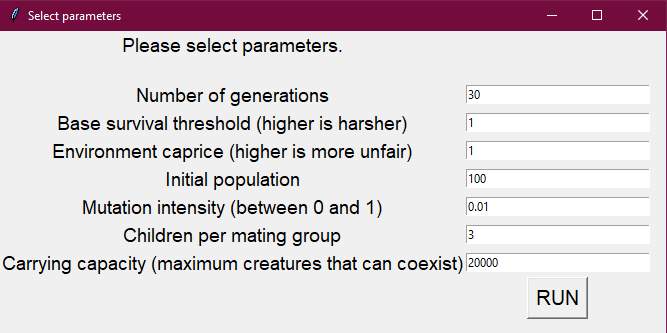 Select parameters
Please select parameters.
Number of generations 30
Base survival threshold (higher is harsher) 1
Environment caprice (higher is more unfair) 1
Initial population 100
Mutation intensity (between 0 and 1) 0.01
Children per mating group 3
Carrying capacity (maximum creatures that can coexist) 20000
RUN